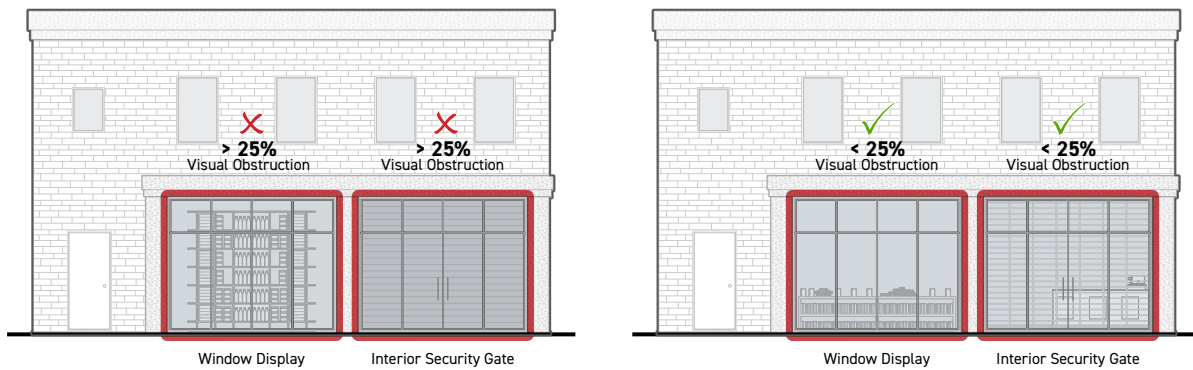 > 25%
Visual Obstruction
> 25%
Visual Obstruction
Window Display
Interior Security Gate
< 25%
Visual Obstruction
< 25%
Visual Obstruction
Window Display
Interior Security Gate